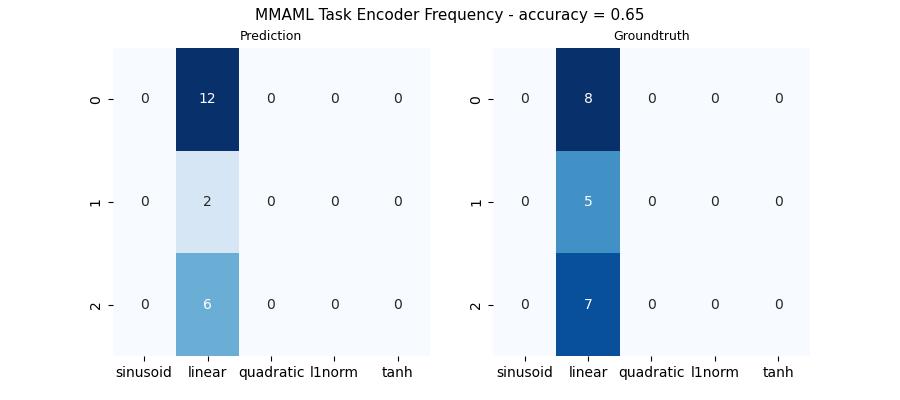 MMAML Task Encoder Frequency - accuracy = 0.65
Prediction
Groundtruth
0
0 12 0 0 0
1
0 2 0 0 0
2
0 6 0 0 0
sinusoid linear quadratic l1norm tanh
0
0 8 0 0 0
1
0 5 0 0 0
2
0 7 0 0 0
sinusoid linear quadratic l1norm tanh